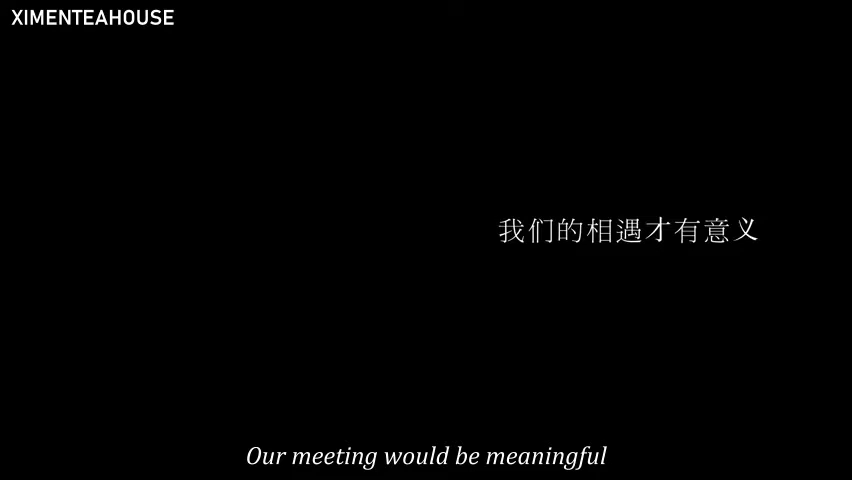 XIMENTEAHOUSE
我们的相遇才有意义
Our meeting would be meaningful